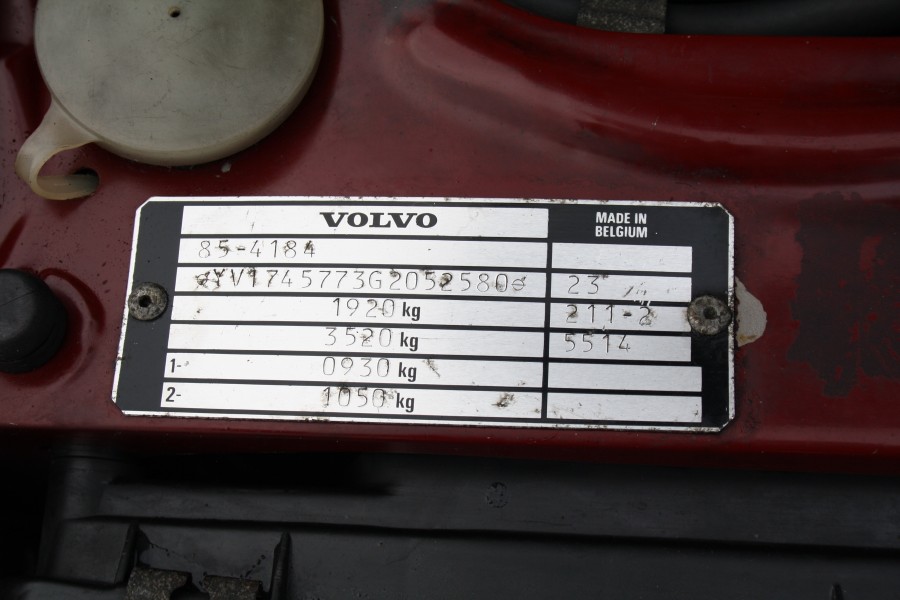 VOLVO
MADE IN
BELGIUM
85-4184
YV1745773G2052580
23
1920 kg
211-2
3520 kg
5514
1- 0930 kg
2- 1050 kg